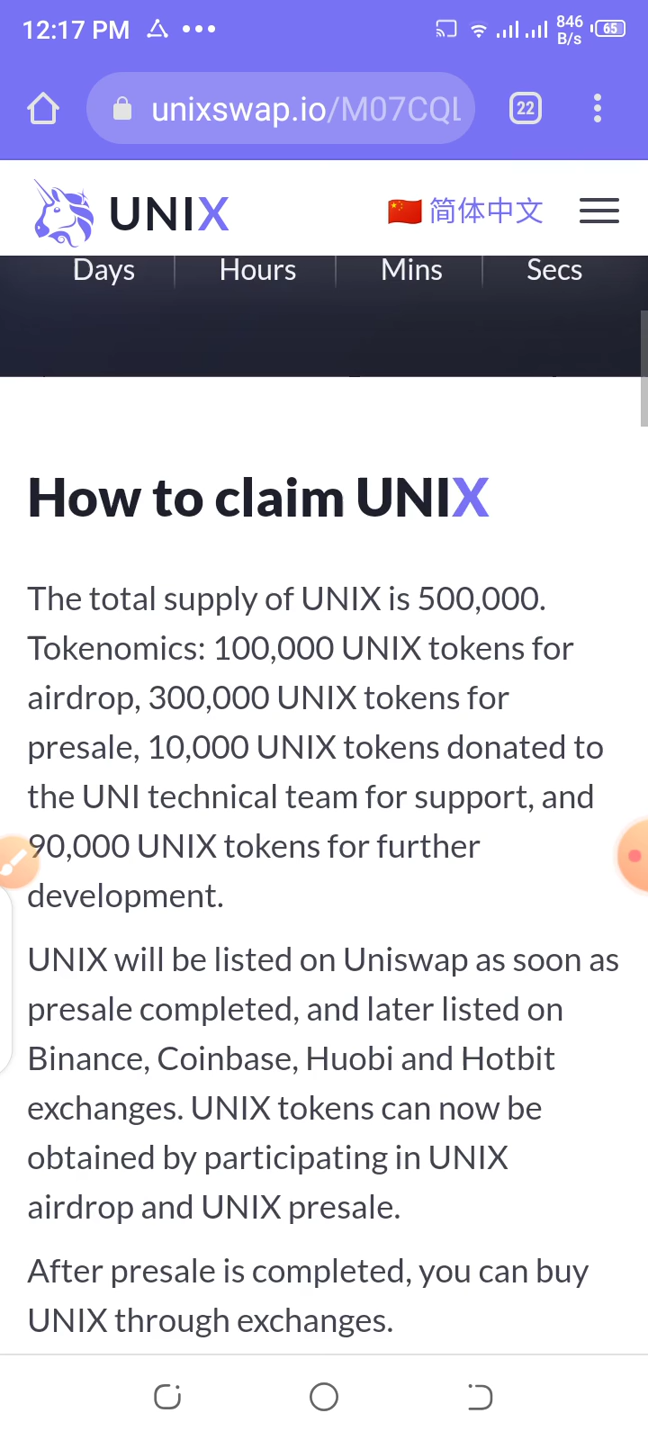 12:17 PM
846
B/s
65
unixswap.io/M07CQL
22
UNIX
简体中文
Days Hours Mins Secs
How to claim UNIX
The total supply of UNIX is 500,000.
Tokenomics: 100,000 UNIX tokens for
airdrop, 300,000 UNIX tokens for
presale, 10,000 UNIX tokens donated to
the UNI technical team for support, and
90,000 UNIX tokens for further
development.
UNIX will be listed on Uniswap as soon as
presale completed, and later listed on
Binance, Coinbase, Huobi and Hotbit
exchanges. UNIX tokens can now be
obtained by participating in UNIX
airdrop and UNIX presale.
After presale is completed, you can buy
UNIX through exchanges.